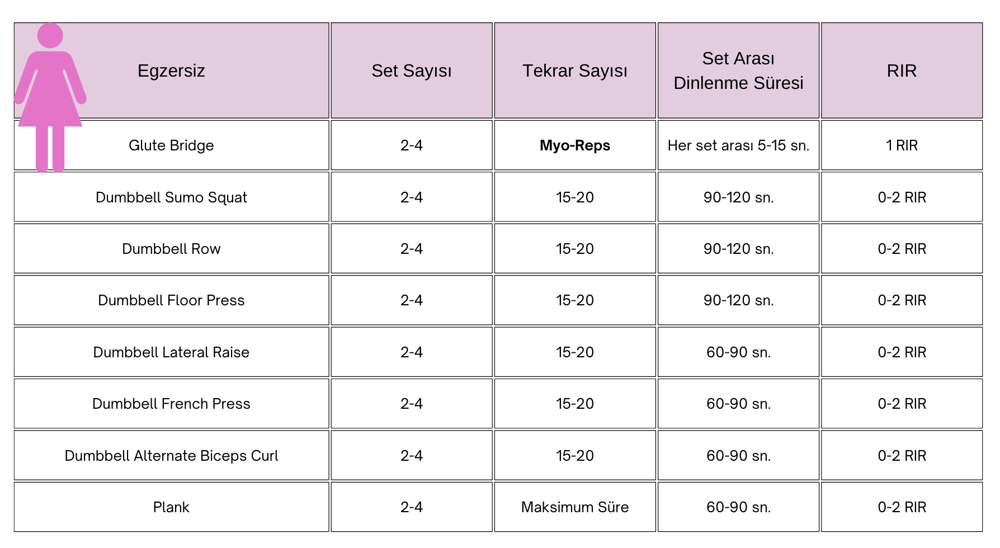 Egzersiz
Set Sayısı
Tekrar Sayısı
Set Arası
Dinlenme Süresi
RIR
Glute Bridge
2-4
Myo-Reps
Her set arası 5-15 sn.
1 RIR
Dumbbell Sumo Squat
2-4
15-20
90-120 sn.
0-2 RIR
Dumbbell Row
2-4
15-20
90-120 sn.
0-2 RIR
Dumbbell Floor Press
2-4
15-20
90-120 sn.
0-2 RIR
Dumbbell Lateral Raise
2-4
15-20
60-90 sn.
0-2 RIR
Dumbbell French Press
2-4
15-20
60-90 sn.
0-2 RIR
Dumbbell Alternate Biceps Curl
2-4
15-20
60-90 sn.
0-2 RIR
Plank
2-4
Maksimum Süre
60-90 sn.
0-2 RIR